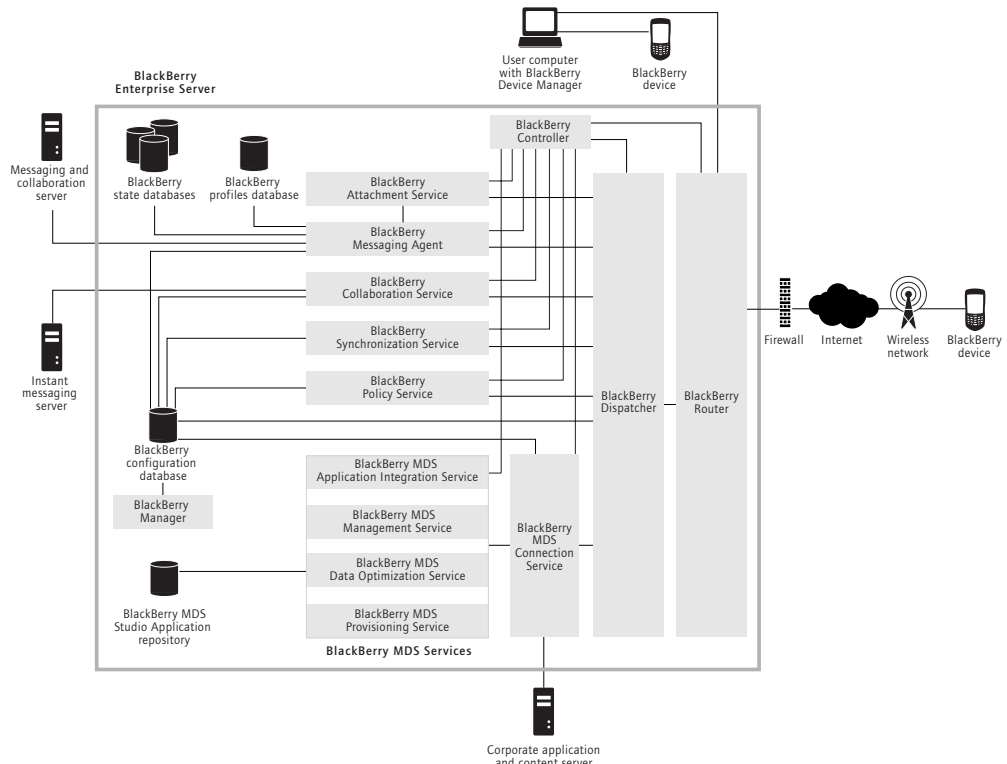 User computer
with BlackBerry
Device Manager
BlackBerry
device
BlackBerry
Enterprise Server
BlackBerry
Controller
Messaging and
collaboration
server
BlackBerry
state databases
BlackBerry
profiles database
BlackBerry
Attachment Service
BlackBerry
Messaging Agent
BlackBerry
Collaboration Service
BlackBerry
Synchronization Service
BlackBerry
Policy Service
Instant
messaging
server
BlackBerry
Dispatcher
BlackBerry
Router
Firewall
Internet
Wireless
network
BlackBerry
device
BlackBerry
configuration
database
BlackBerry
Manager
BlackBerry MDS
Application Integration Service
BlackBerry MDS
Management Service
BlackBerry MDS
Data Optimization Service
BlackBerry MDS
Provisioning Service
BlackBerry MDS Services
BlackBerry
MDS
Connection
Service
BlackBerry MDS
Studio Application
repository
Corporate application
and content server